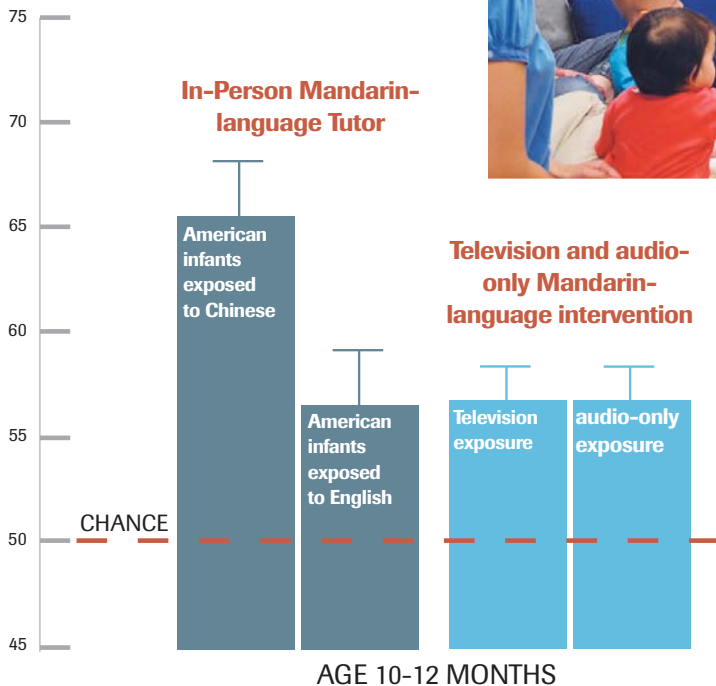 75
70
65
60
55
50
45
In-Person Mandarin-
language Tutor
American
infants
exposed
to Chinese
American
infants
exposed
to English
Television and audio-
only Mandarin-
language intervention
Television
exposure
audio-only
exposure
CHANCE
AGE 10-12 MONTHS